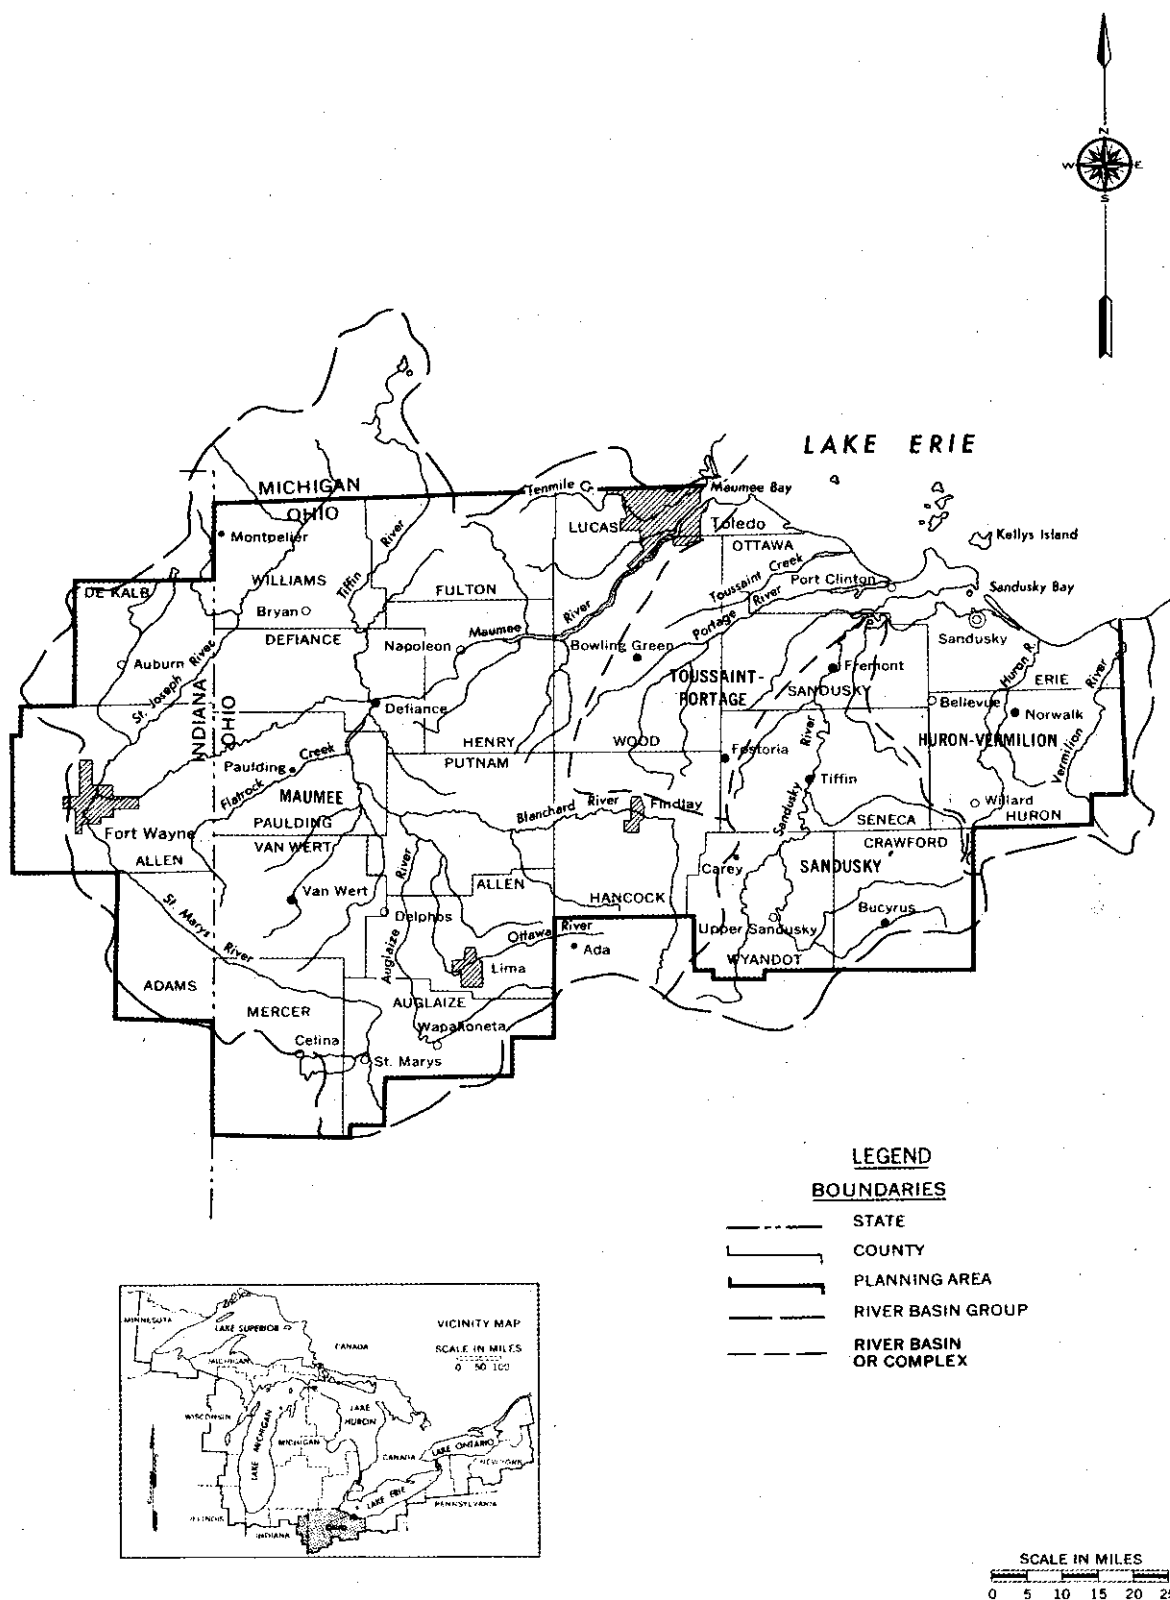 N
W E
S
LAKE ERIE
MICHIGAN
OHIO
Tenmile C.
Maumee Bay
LUCAS
Toledo
Kellys Island
Montpelier
OTTAWA
River
Tiffin
WILLIAMS
FULTON
Toussaint Creek
Port Clinton
Sandusky Bay
DE KALB
Bryan
Maumee River
Portage River
DEFIANCE
Napoleon
Bowling Green
Sandusky
Auburn
St. Joseph River
TOUSSAINT-
PORTAGE
Fremont
SANDUSKY
Huron R.
ERIE
Bellevue
Norwalk
Vermilion River
INDIANA
OHIO
Defiance
HENRY
WOOD
HURON-VERMILION
PUTNAM
Fostoria
River
Paulding
Flatrock Creek
MAUMEE
Tiffin
Blanchard River
Findlay
Sandusky
Willard
HURON
Fort Wayne
PAULDING
SENECA
VAN WERT
CRAWFORD
ALLEN
River
Carey
SANDUSKY
ALLEN
Van Wert
HANCOCK
St. Marys River
Delphos
Bucyrus
Auglaize
Ottawa River
Upper Sandusky
Ada
WYANDOT
Lima
ADAMS
AUGLAIZE
MERCER
Wapakoneta
Celina
St. Marys
LEGEND
BOUNDARIES
STATE
COUNTY
PLANNING AREA
RIVER BASIN GROUP
RIVER BASIN
OR COMPLEX
VICINITY MAP
SCALE IN MILES
0 50 100
MINNESOTA
LAKE SUPERIOR
CANADA
MICHIGAN
WISCONSIN
LAKE MICHIGAN
LAKE
HURON
MICHIGAN
CANADA
LAKE ONTARIO
NEW YORK
LAKE ERIE
PENNSYLVANIA
ILLINOIS
INDIANA
OHIO
SCALE IN MILES
0 5 10 15 20 25